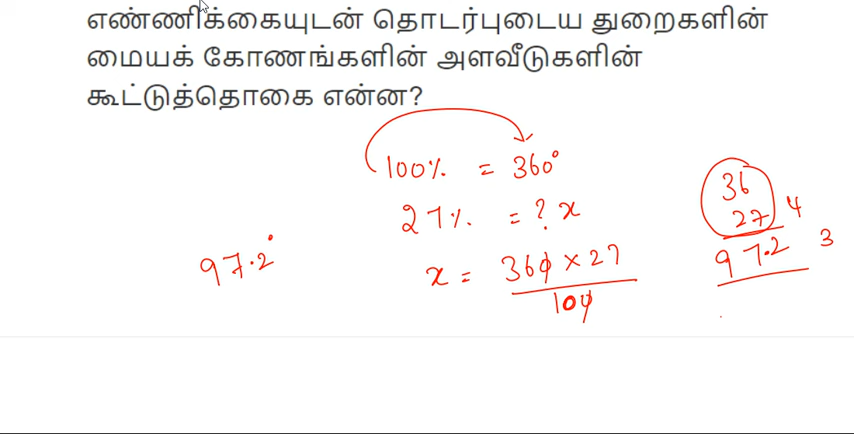 எண்ணிக்கையுடன் தொடர்புடைய துறைகளின்
மையக் கோணங்களின் அளவீடுகளின்
கூட்டுத்தொகை என்ன?
100% = 360°
27% = ? x
x = 360 × 27
100
97.2°
36
27 4
97.2 3